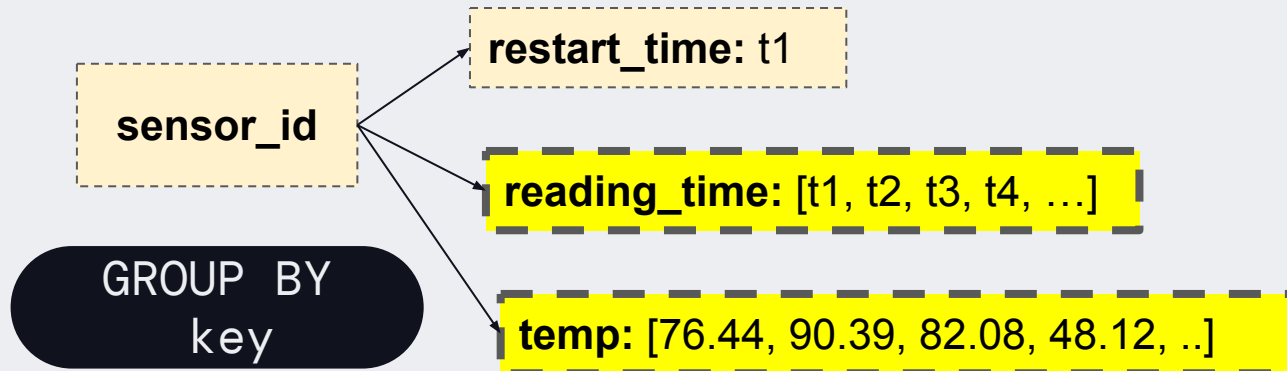 restart_time: t1
sensor_id
reading_time: [t1, t2, t3, t4, …]
GROUP BY
key
temp: [76.44, 90.39, 82.08, 48.12, ..]